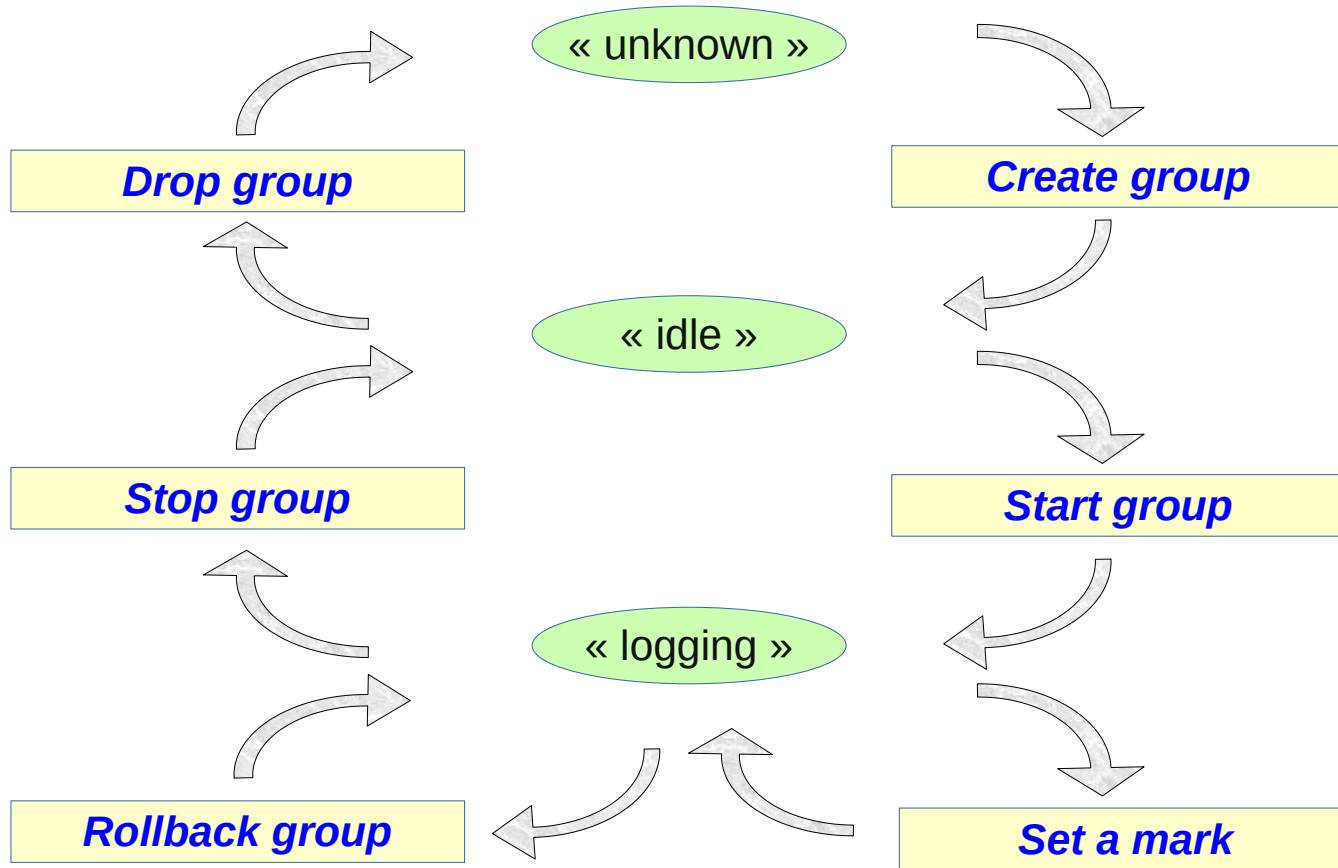 « unknown »
Drop group
Create group
« idle »
Stop group
Start group
« logging »
Rollback group
Set a mark